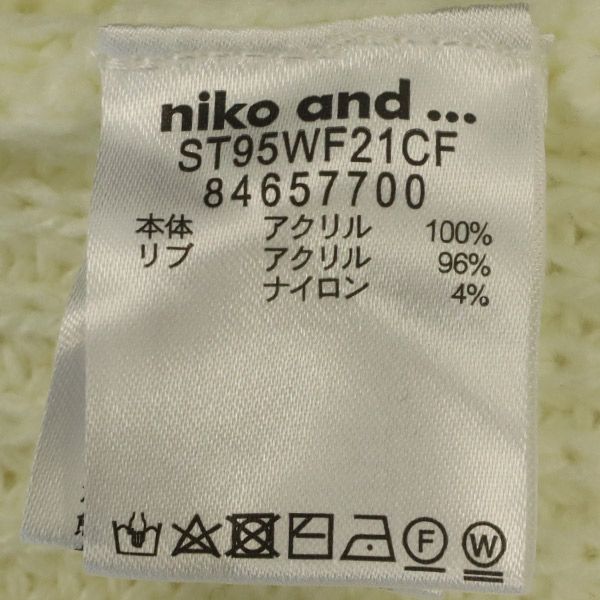 niko and ...
ST95WF21CF
84657700
本体 アクリル 100%
リブ アクリル 96%
ナイロン 4%
F W